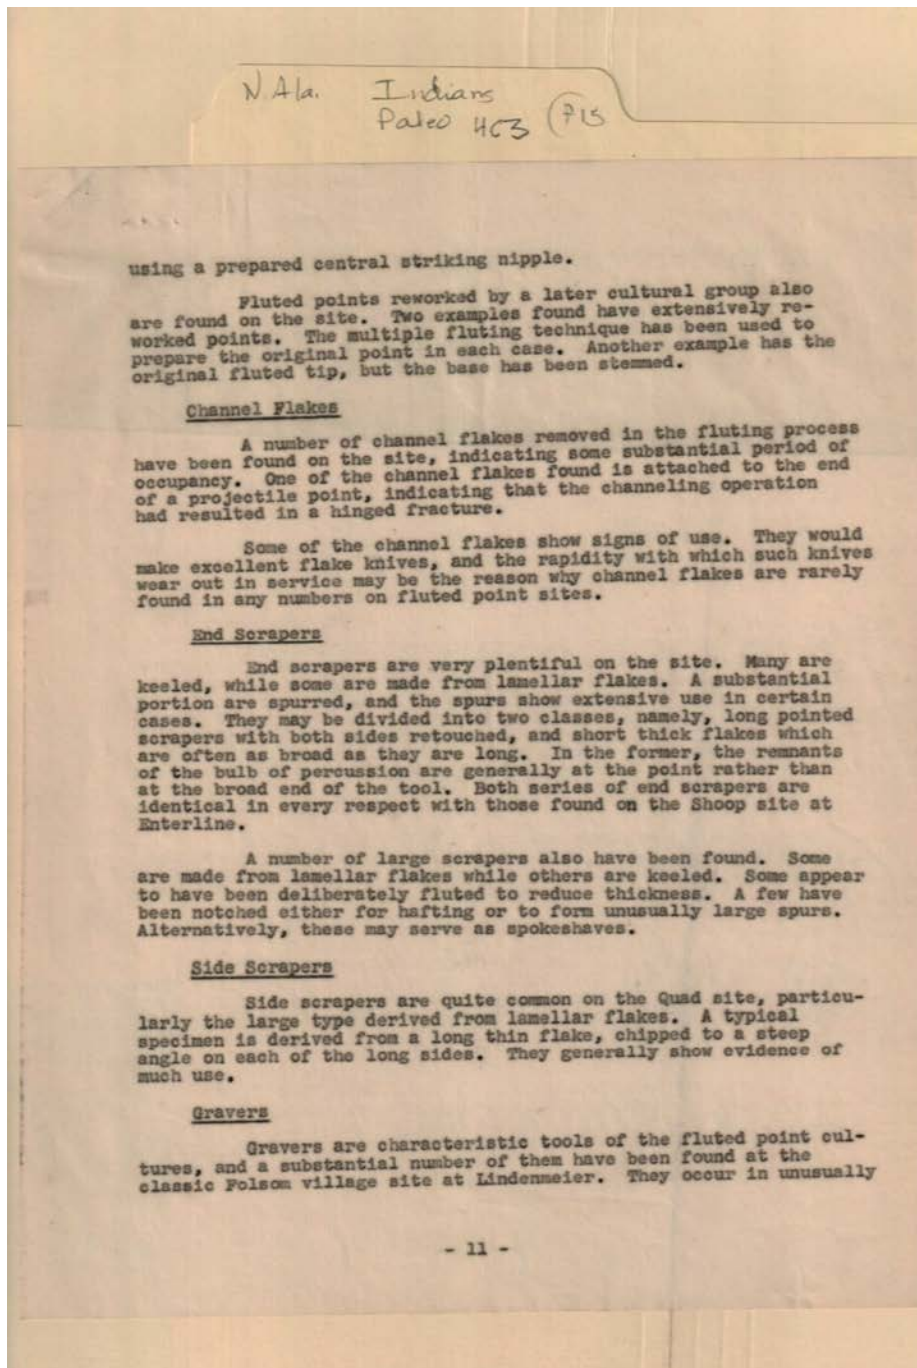 N. Ala. Indians
Paleo 463 P15
using a prepared central striking nipple.
Fluted points reworked by a later cultural group also
are found on the site. Two examples found have extensively re-
worked points. The multiple fluting technique has been used to
prepare the original point in each case. Another example has the
original fluted tip, but the base has been stemmed.
Channel Flakes
A number of channel flakes removed in the fluting process
have been found on the site, indicating some substantial period of
occupancy. One of the channel flakes found is attached to the end
of a projectile point, indicating that the channeling operation
had resulted in a hinged fracture.
Some of the channel flakes show signs of use. They would
make excellent flake knives, and the rapidity with which such knives
wear out in service may be the reason why channel flakes are rarely
found in any numbers on fluted point sites.
End Scrapers
End scrapers are very plentiful on the site. Many are
keeled, while some are made from lamellar flakes. A substantial
portion are spurred, and the spurs show extensive use in certain
cases. They may be divided into two classes, namely, long pointed
scrapers with both sides retouched, and short thick flakes which
are often as broad as they are long. In the former, the remnants
of the bulb of percussion are generally at the point rather than
at the broad end of the tool. Both series of end scrapers are
identical in every respect with those found on the Shoop site at
Enterline.
A number of large scrapers also have been found. Some
are made from lamellar flakes while others are keeled. Some appear
to have been deliberately fluted to reduce thickness. A few have
been notched either for hafting or to form unusually large spurs.
Alternatively, these may serve as spokeshaves.
Side Scrapers
Side scrapers are quite common on the Quad site, particu-
larly the large type derived from lamellar flakes. A typical
specimen is derived from a long thin flake, chipped to a steep
angle on each of the long sides. They generally show evidence of
much use.
Gravers
Gravers are characteristic tools of the fluted point cul-
tures, and a substantial number of them have been found at the
classic Folsom village site at Lindenmeier. They occur in unusually
- 11 -